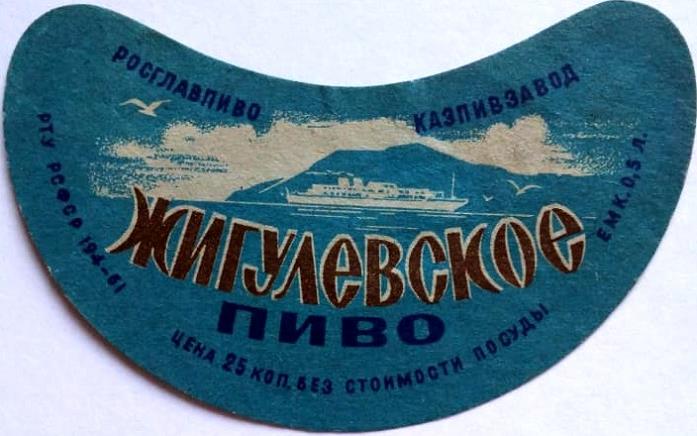 РОСГЛАВПИВО
КАЗПИВЗАВОД
РТУ РСФСР 194-61
ЕМК. 0,5 Л.
ЖИГУЛЕВСКОЕ
ПИВО
ЦЕНА 25 КОП. БЕЗ СТОИМОСТИ ПОСУДЫ